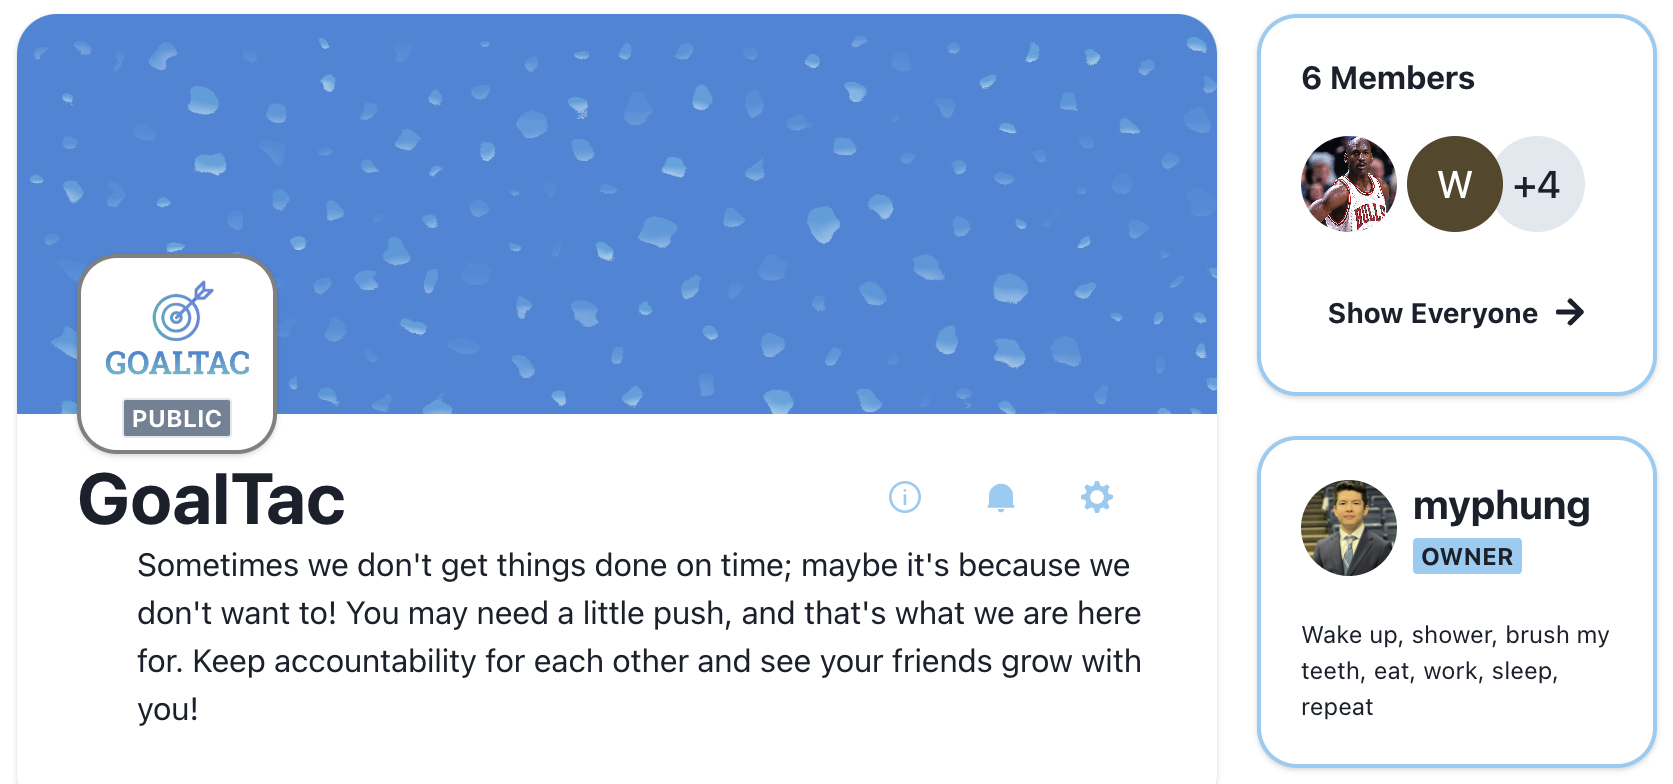 GOALTAC
PUBLIC
GoalTac
Sometimes we don't get things done on time; maybe it's because we
don't want to! You may need a little push, and that's what we are here
for. Keep accountability for each other and see your friends grow with
you!
6 Members
BULLS
W
+4
Show Everyone
myphung
OWNER
Wake up, shower, brush my
teeth, eat, work, sleep,
repeat